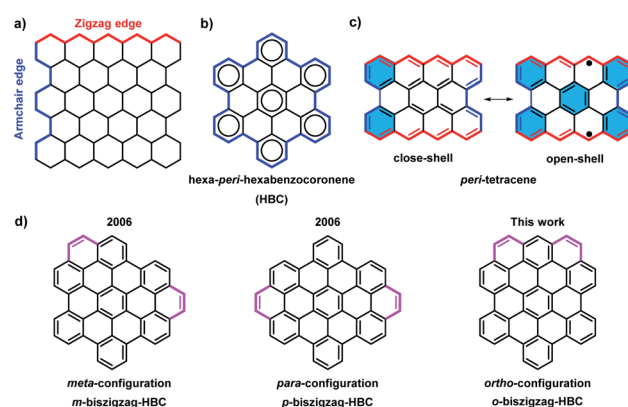 a)
Zigzag edge
Armchair edge
b)
hexa-peri-hexabenzocoronene
(HBC)
c)
close-shell
open-shell
peri-tetracene
d)
2006
meta-configuration
m-biszigzag-HBC
2006
para-configuration
p-biszigzag-HBC
This work
ortho-configuration
o-biszigzag-HBC